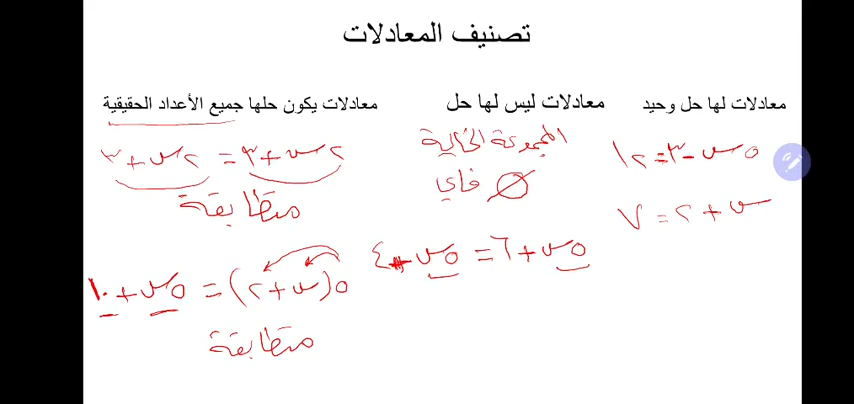 تصنيف المعادلات
معادلات لها حل وحيد
٥س - ٣ = ١٢
س + ٢ = ٧
معادلات ليس لها حل
المجموعة الخالية
∅ فاي
٥س + ٦ = ٥س + ٤
معادلات يكون حلها جميع الأعداد الحقيقية
٢س + ٣ = ٢س + ٣
متطابقة
٥(س + ٢) = ٥س + ١٠
متطابقة